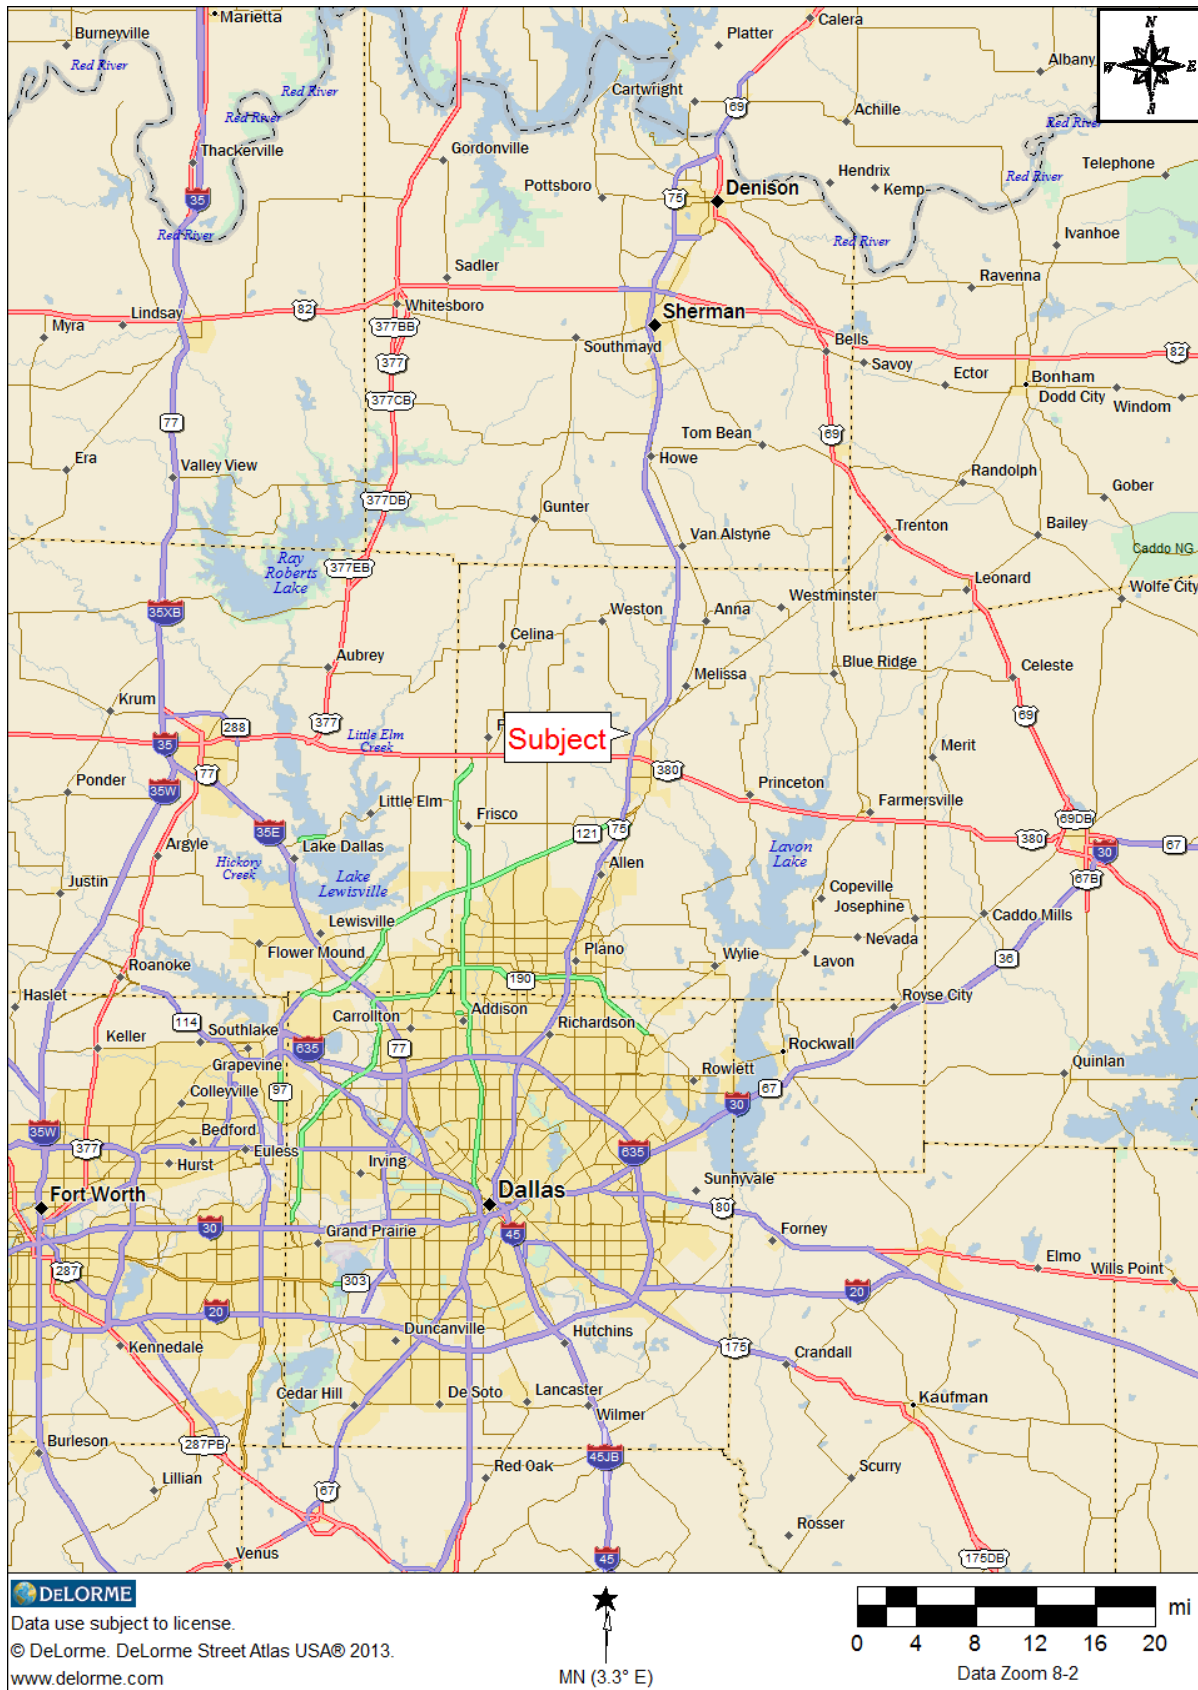 Marietta
Calera
Burneyville
Platter
N
W E
S
Red River
Albany
Red River
Cartwright
69
Achille
Red River
Red River
Thackerville
Gordonville
Telephone
Hendrix
Red River
Pottsboro
Denison
Kemp
35
75
Red River
Red River
Ivanhoe
Sadler
Ravenna
82
Whitesboro
Lindsay
Sherman
Myra
377BB
Southmayd
Bells
82
377
Savoy
Ector
Bonham
377CB
Dodd City
Windom
77
Tom Bean
69
Era
Howe
Valley View
Randolph
377DB
Gober
Gunter
Trenton
Bailey
Van Alstyne
Caddo NG
Ray
Roberts
Lake
377EB
Leonard
Wolfe City
35XB
Weston
Anna
Westminster
Celina
Aubrey
Blue Ridge
Celeste
Melissa
Krum
377
69
288
Little Elm
Creek
P
Subject
35
Merit
77
380
Ponder
35W
Princeton
Little Elm
Farmersville
Frisco
35E
121
75
69DB
380
67
Argyle
Lake Dallas
Lavon
Lake
30
Hickory
Creek
Allen
67B
Justin
Lake
Lewisville
Copeville
Josephine
Lewisville
Caddo Mills
Flower Mound
Plano
Nevada
Wylie
Lavon
36
Roanoke
190
Haslet
Royse City
114
Carrollton
Addison
Southlake
Richardson
Keller
635
77
Rockwall
Grapevine
Quinlan
Rowlett
67
Colleyville
97
30
35W
Bedford
377
Euless
635
Hurst
Irving
Sunnyvale
Fort Worth
Dallas
80
30
Grand Prairie
45
Forney
Elmo
287
303
Wills Point
20
20
Duncanville
Hutchins
Kennedale
175
Crandall
Cedar Hill
De Soto
Lancaster
Kaufman
Wilmer
287PB
Burleson
45JB
Red Oak
Scurry
Lillian
67
Rosser
Venus
45
175DB
DELORME
Data use subject to license.
© DeLorme. DeLorme Street Atlas USA® 2013.
www.delorme.com
MN (3.3° E)
mi
0 4 8 12 16 20
Data Zoom 8-2